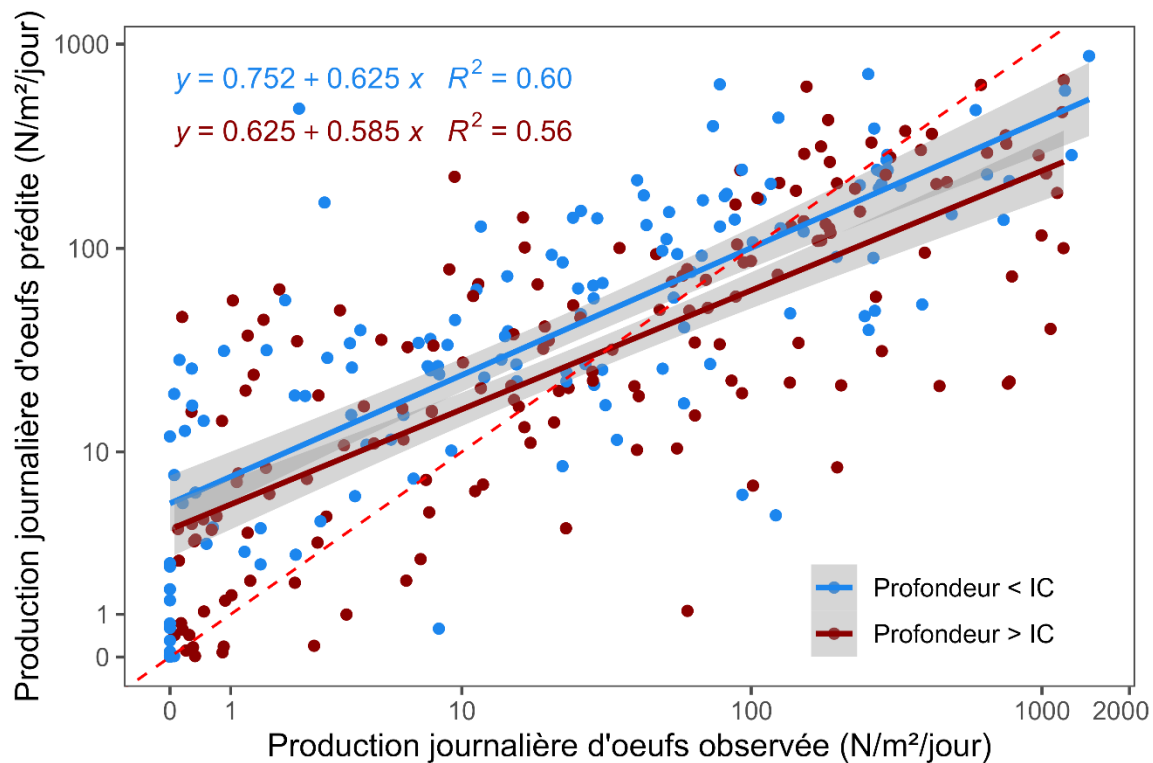 Production journalière d'oeufs prédite (N/m²/jour)
1000
100
10
1
0
y = 0.752 + 0.625 x R² = 0.60
y = 0.625 + 0.585 x R² = 0.56
Profondeur < IC
Profondeur > IC
0 1 10 100 1000 2000
Production journalière d'oeufs observée (N/m²/jour)